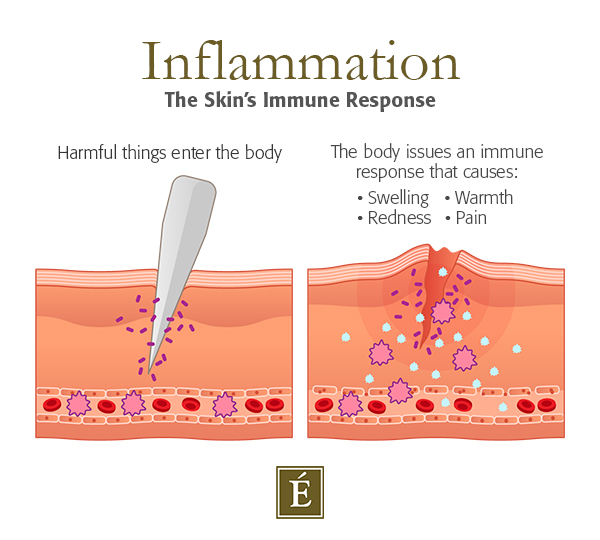 Inflammation
The Skin's Immune Response
Harmful things enter the body
The body issues an immune
response that causes:
• Swelling • Warmth
• Redness • Pain
É